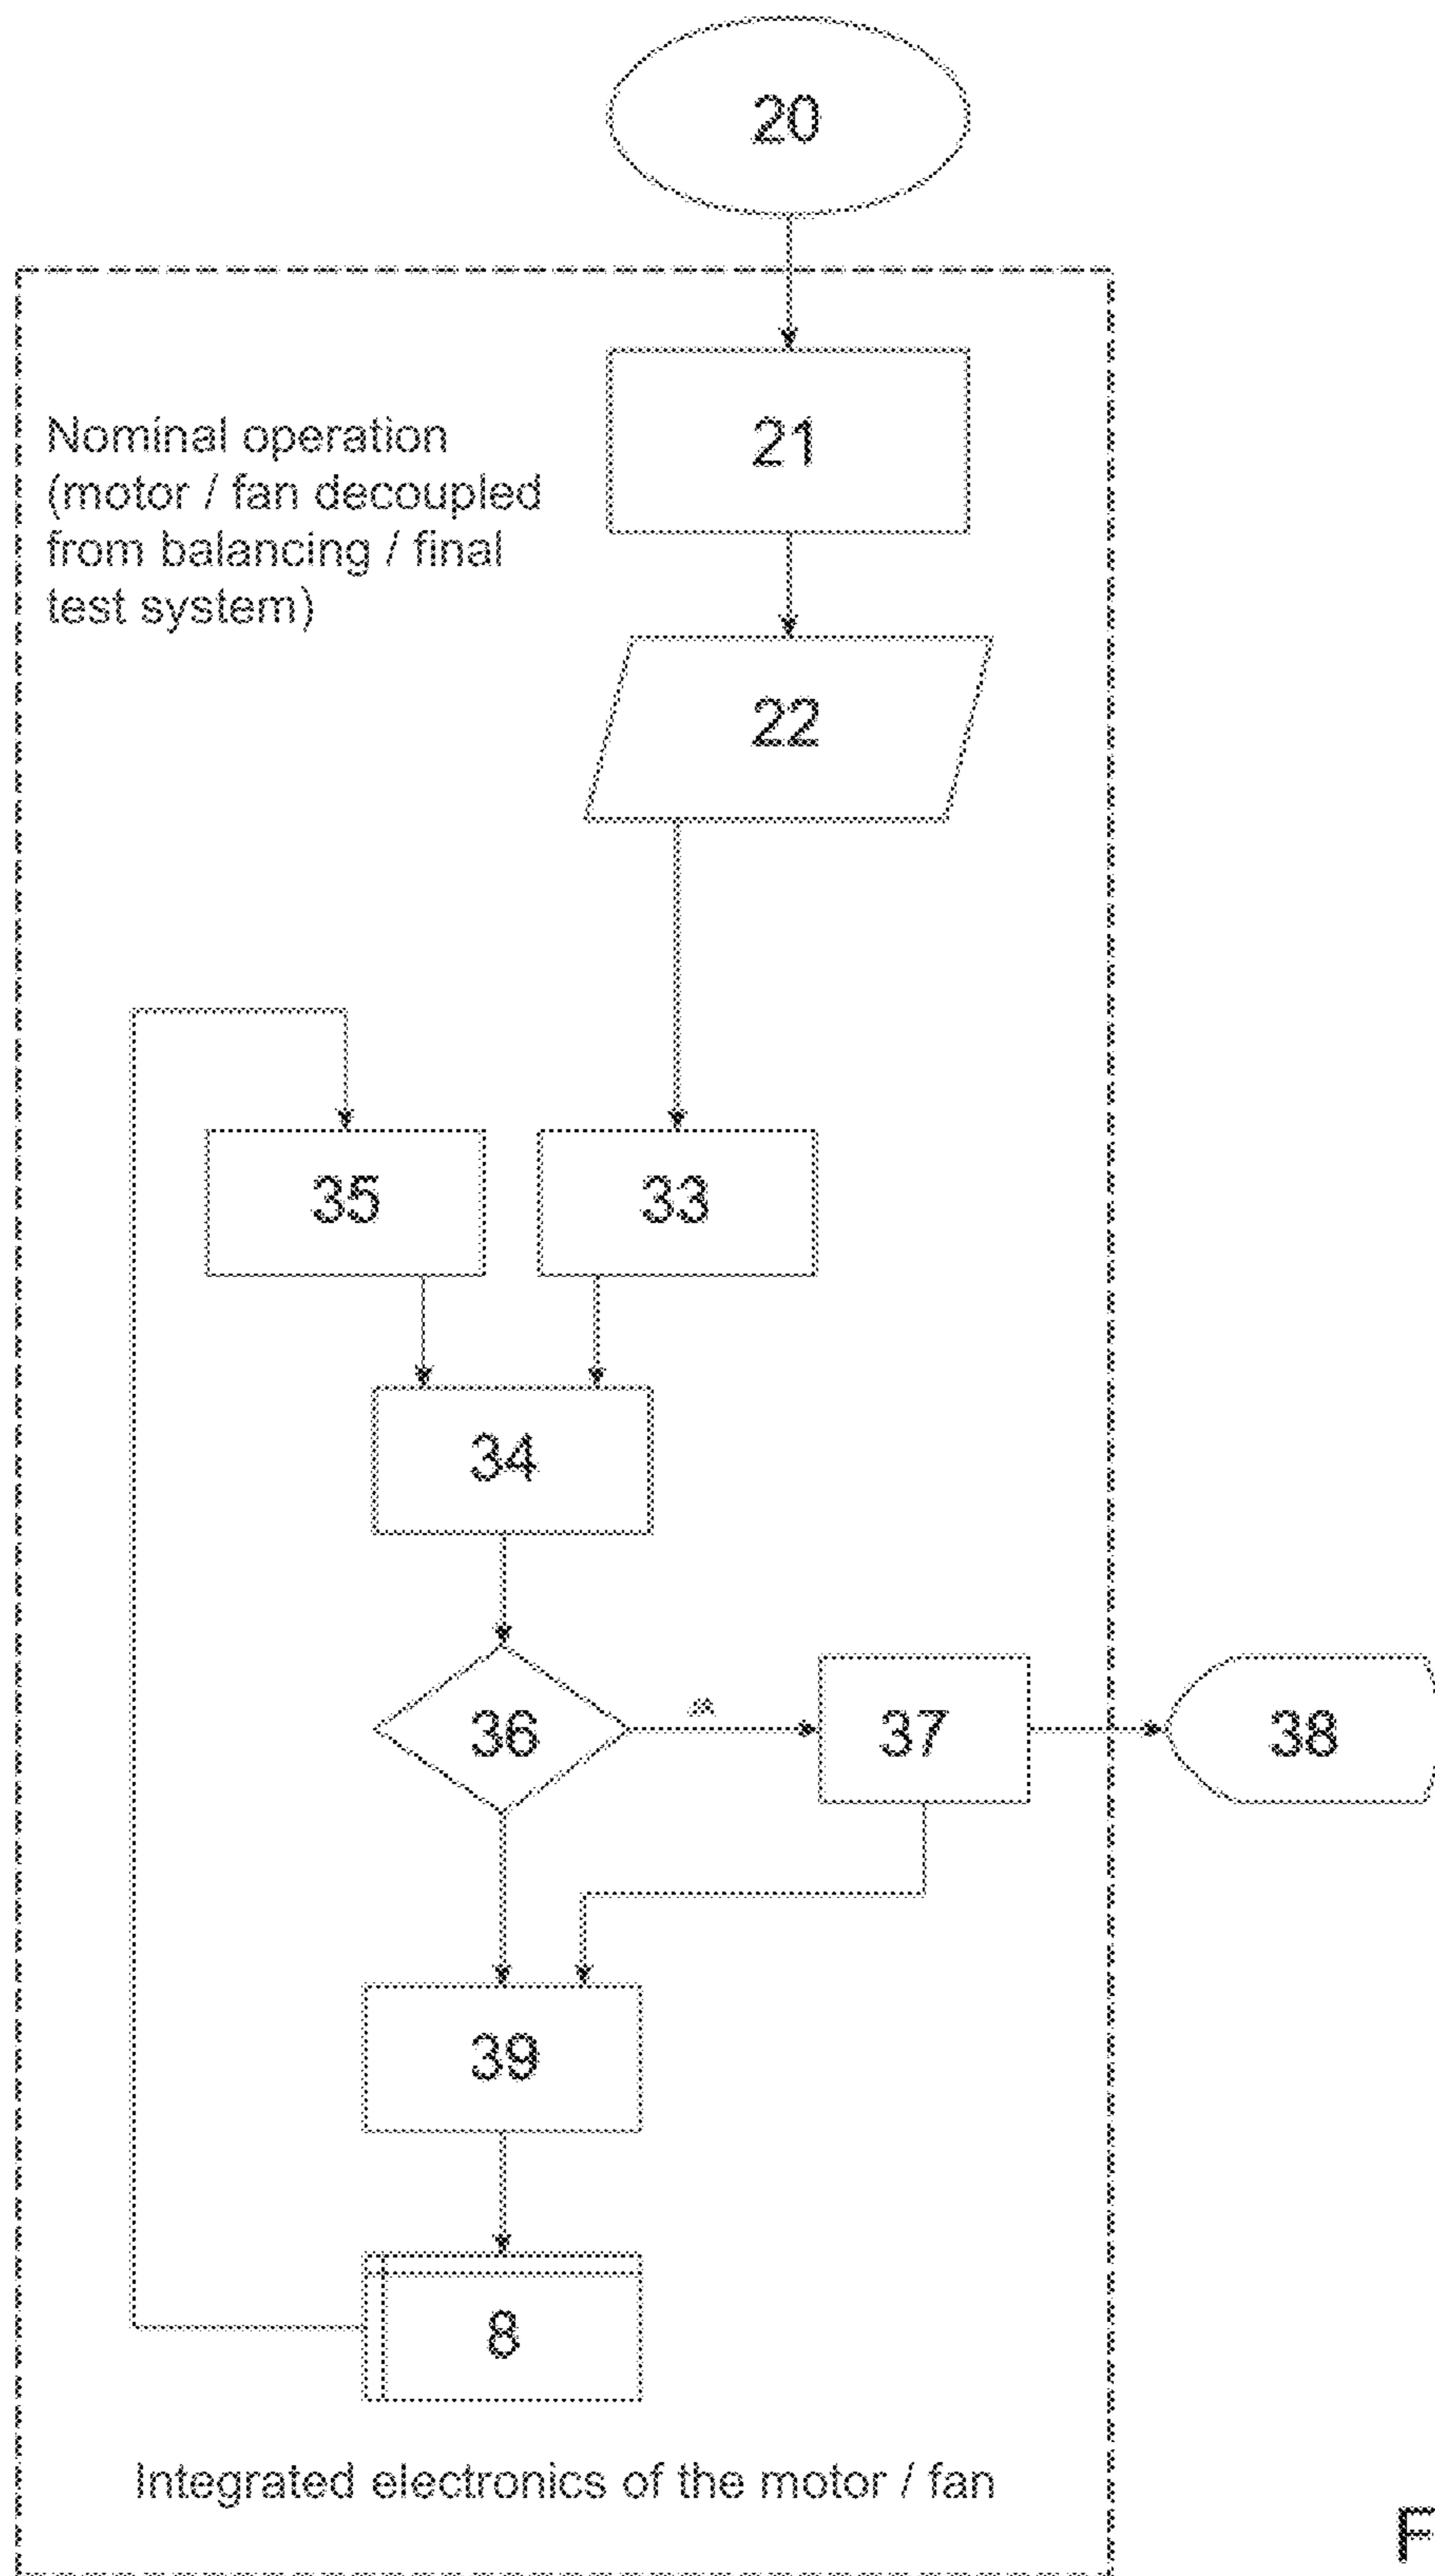 20
21
Nominal operation
(motor / fan decoupled
from balancing / final
test system)
22
35
33
34
36
37
38
39
8
Integrated electronics of the motor / fan
F